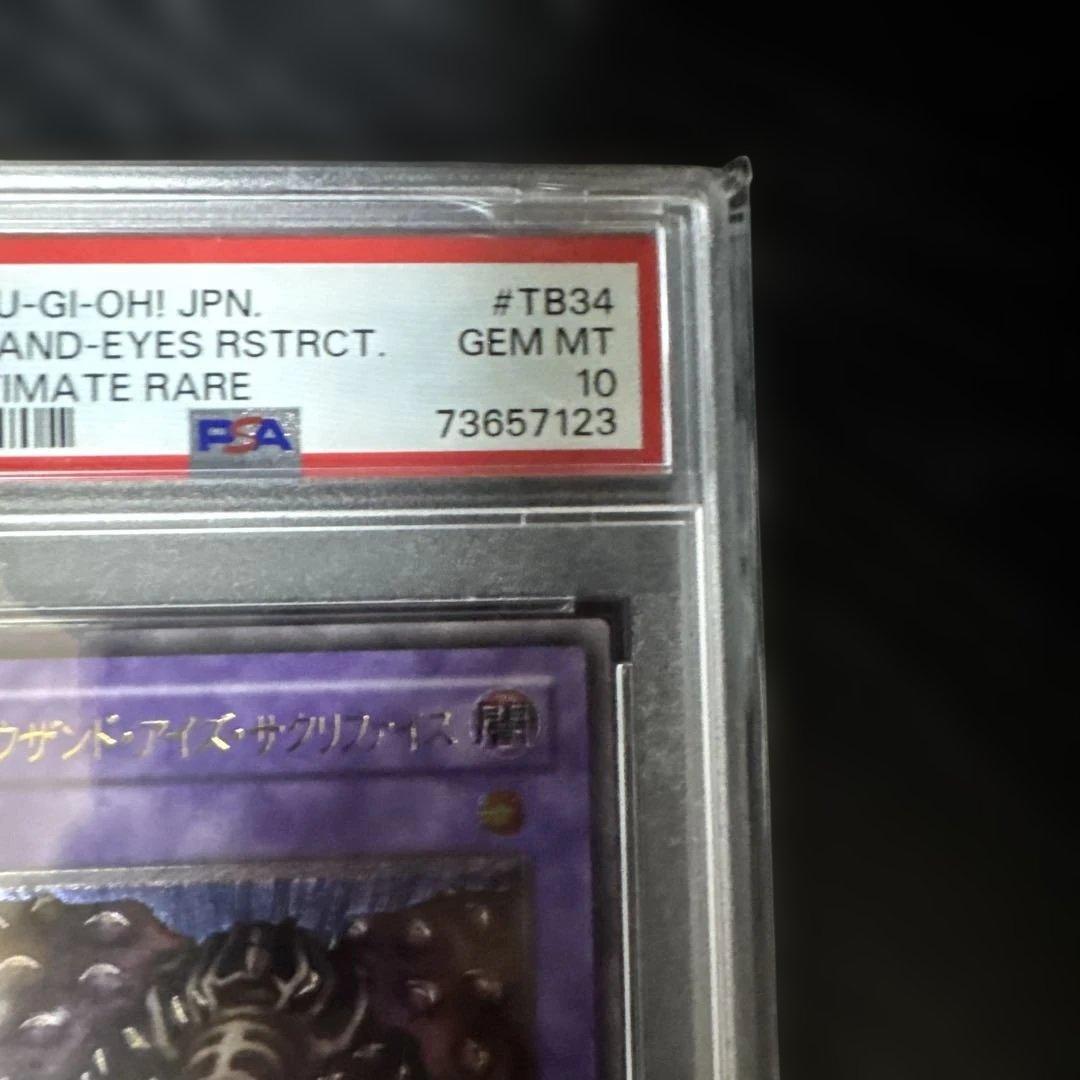 U-GI-OH! JPN. #TB34
AND-EYES RSTRCT. GEM MT
TIMATE RARE 10
PSA 73657123
ウザンド・アイズ・サクリファイス 闇